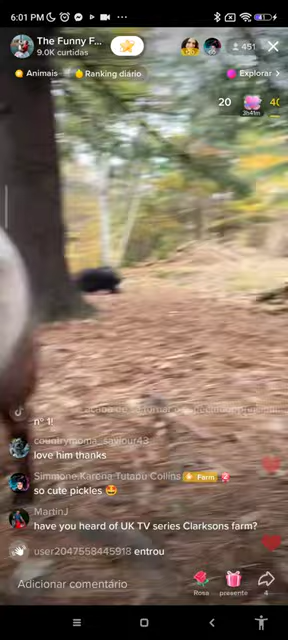 6:01 PM
The Funny F...
9.0K curtidas
451
Animais
Ranking diário
Explorar >
20
3h41m
nº 1!
countrymoma_saviour43
love him thanks
Simmone.Karena Tutapu Collins Farm
so cute pickles 🤩
MartinJ
have you heard of UK TV series Clarksons farm?
user2047558445918 entrou
Adicionar comentário
Rosa presente 4